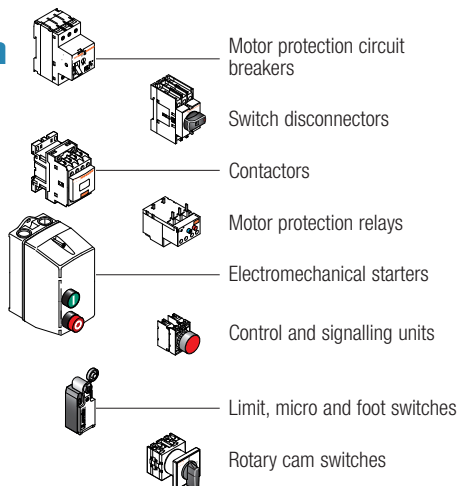 Motor protection circuit
breakers
Switch disconnectors
Contactors
Motor protection relays
Electromechanical starters
Control and signalling units
Limit, micro and foot switches
Rotary cam switches